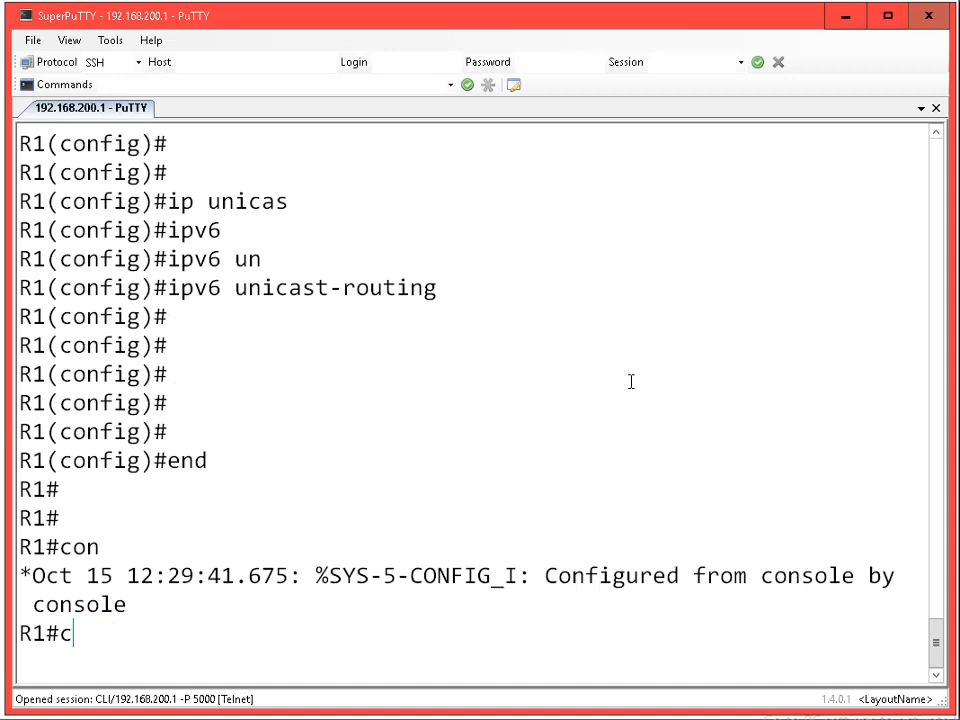 SuperPuTTY - 192.168.200.1 - PuTTY
File View Tools Help
Protocol SSH Host Login Password Session
Commands
192.168.200.1 - PuTTY
R1(config)#
R1(config)#
R1(config)#ip unicas
R1(config)#ipv6
R1(config)#ipv6 un
R1(config)#ipv6 unicast-routing
R1(config)#
R1(config)#
R1(config)#
R1(config)#
R1(config)#
R1(config)#end
R1#
R1#
R1#con
*Oct 15 12:29:41.675: %SYS-5-CONFIG_I: Configured from console by
console
R1#c
Opened session: CLI/192.168.200.1 -P 5000 [Telnet] 1.4.0.1 <LayoutName>